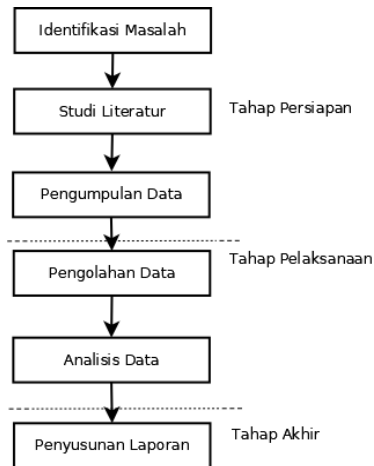 Identifikasi Masalah
Studi Literatur
Tahap Persiapan
Pengumpulan Data
Pengolahan Data
Tahap Pelaksanaan
Analisis Data
Penyusunan Laporan
Tahap Akhir